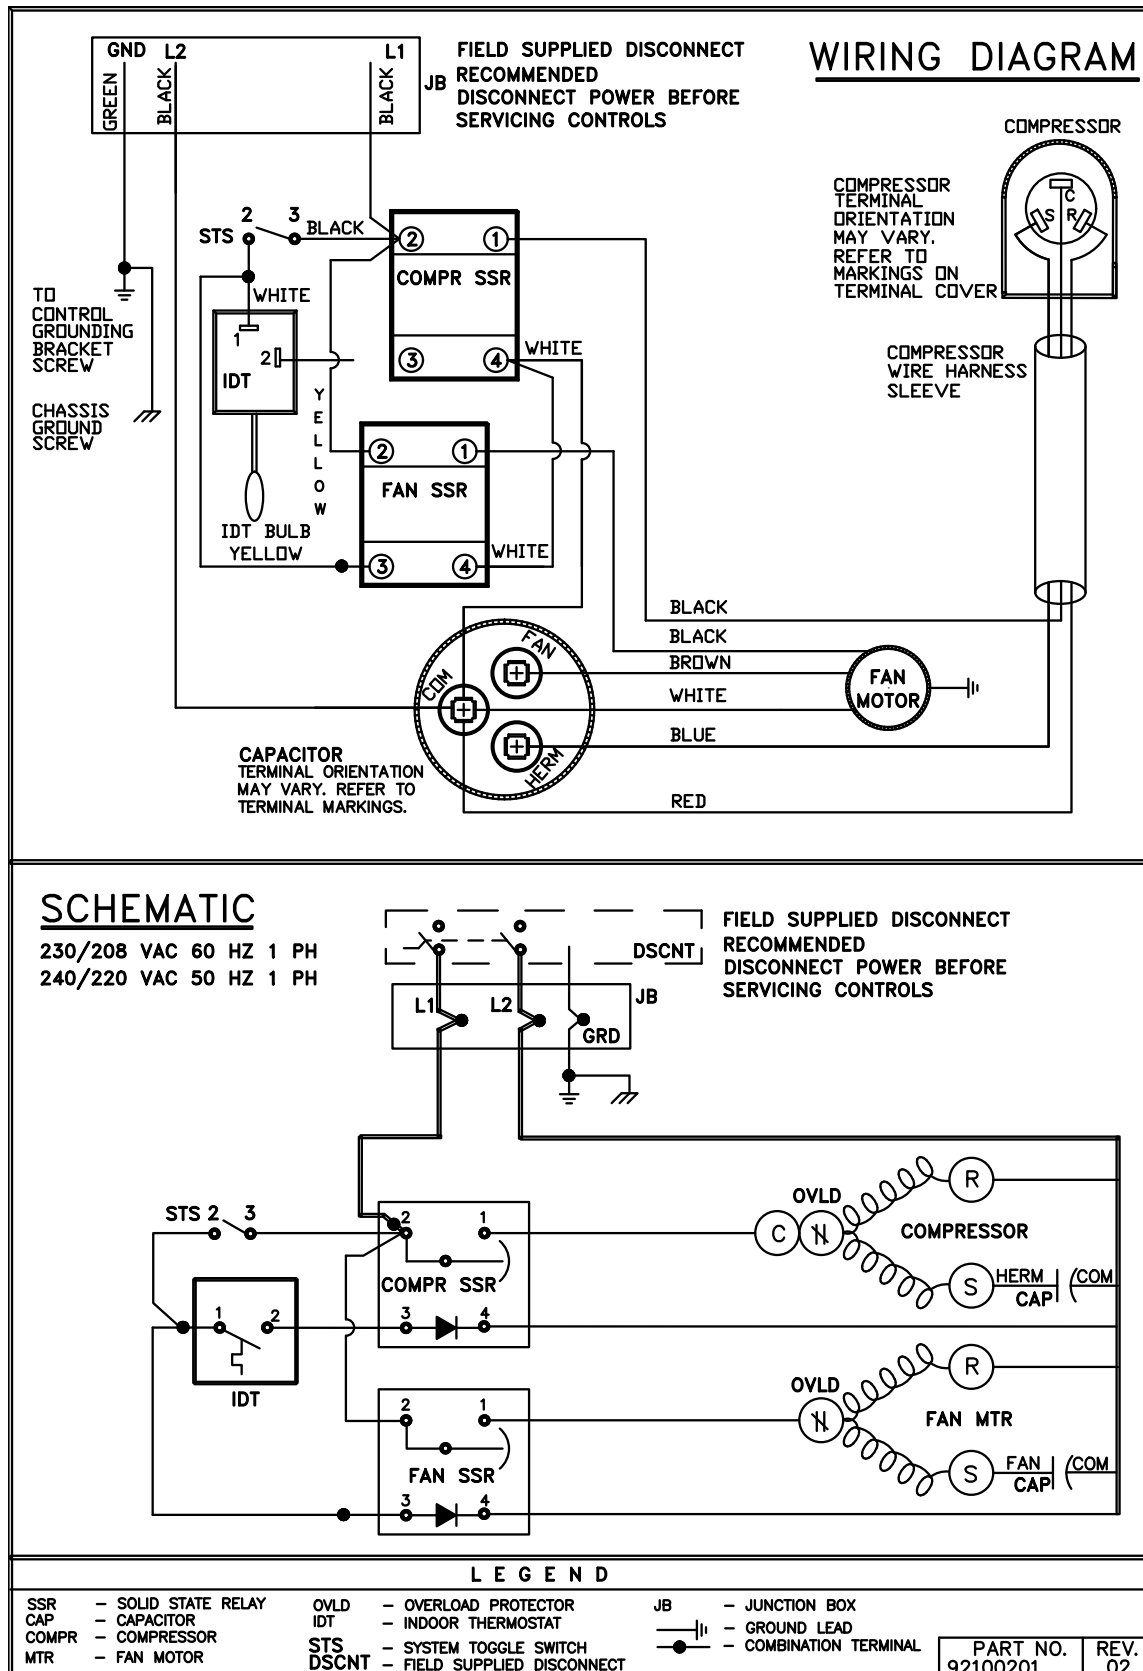 WIRING DIAGRAM
GND L2 L1
GREEN
BLACK
BLACK
JB
FIELD SUPPLIED DISCONNECT
RECOMMENDED
DISCONNECT POWER BEFORE
SERVICING CONTROLS
COMPRESSOR
COMPRESSOR
TERMINAL
ORIENTATION
MAY VARY.
REFER TO
MARKINGS ON
TERMINAL COVER
C
S R
COMPRESSOR
WIRE HARNESS
SLEEVE
STS
2 3
BLACK
2 1
COMPR SSR
3 4
WHITE
WHITE
1
2
IDT
YELLOW
IDT BULB
YELLOW
TO
CONTROL
GROUNDING
BRACKET
SCREW
CHASSIS
GROUND
SCREW
2 1
FAN SSR
3 4
WHITE
BLACK
BLACK
BROWN
WHITE
BLUE
RED
FAN
MOTOR
FAN
COM
HERM
CAPACITOR
TERMINAL ORIENTATION
MAY VARY. REFER TO
TERMINAL MARKINGS.
SCHEMATIC
230/208 VAC 60 HZ 1 PH
240/220 VAC 50 HZ 1 PH
DSCNT
FIELD SUPPLIED DISCONNECT
RECOMMENDED
DISCONNECT POWER BEFORE
SERVICING CONTROLS
L1 L2
JB
GRD
STS 2 3
2 1
COMPR SSR
3 4
1 2
IDT
OVLD
C
R
COMPRESSOR
S
HERM
CAP
COM
2 1
FAN SSR
3 4
OVLD
R
FAN MTR
S
FAN
CAP
COM
LEGEND
SSR – SOLID STATE RELAY
CAP – CAPACITOR
COMPR – COMPRESSOR
MTR – FAN MOTOR
OVLD – OVERLOAD PROTECTOR
IDT – INDOOR THERMOSTAT
STS – SYSTEM TOGGLE SWITCH
DSCNT – FIELD SUPPLIED DISCONNECT
JB – JUNCTION BOX
– GROUND LEAD
– COMBINATION TERMINAL
PART NO. REV.
92100201 02